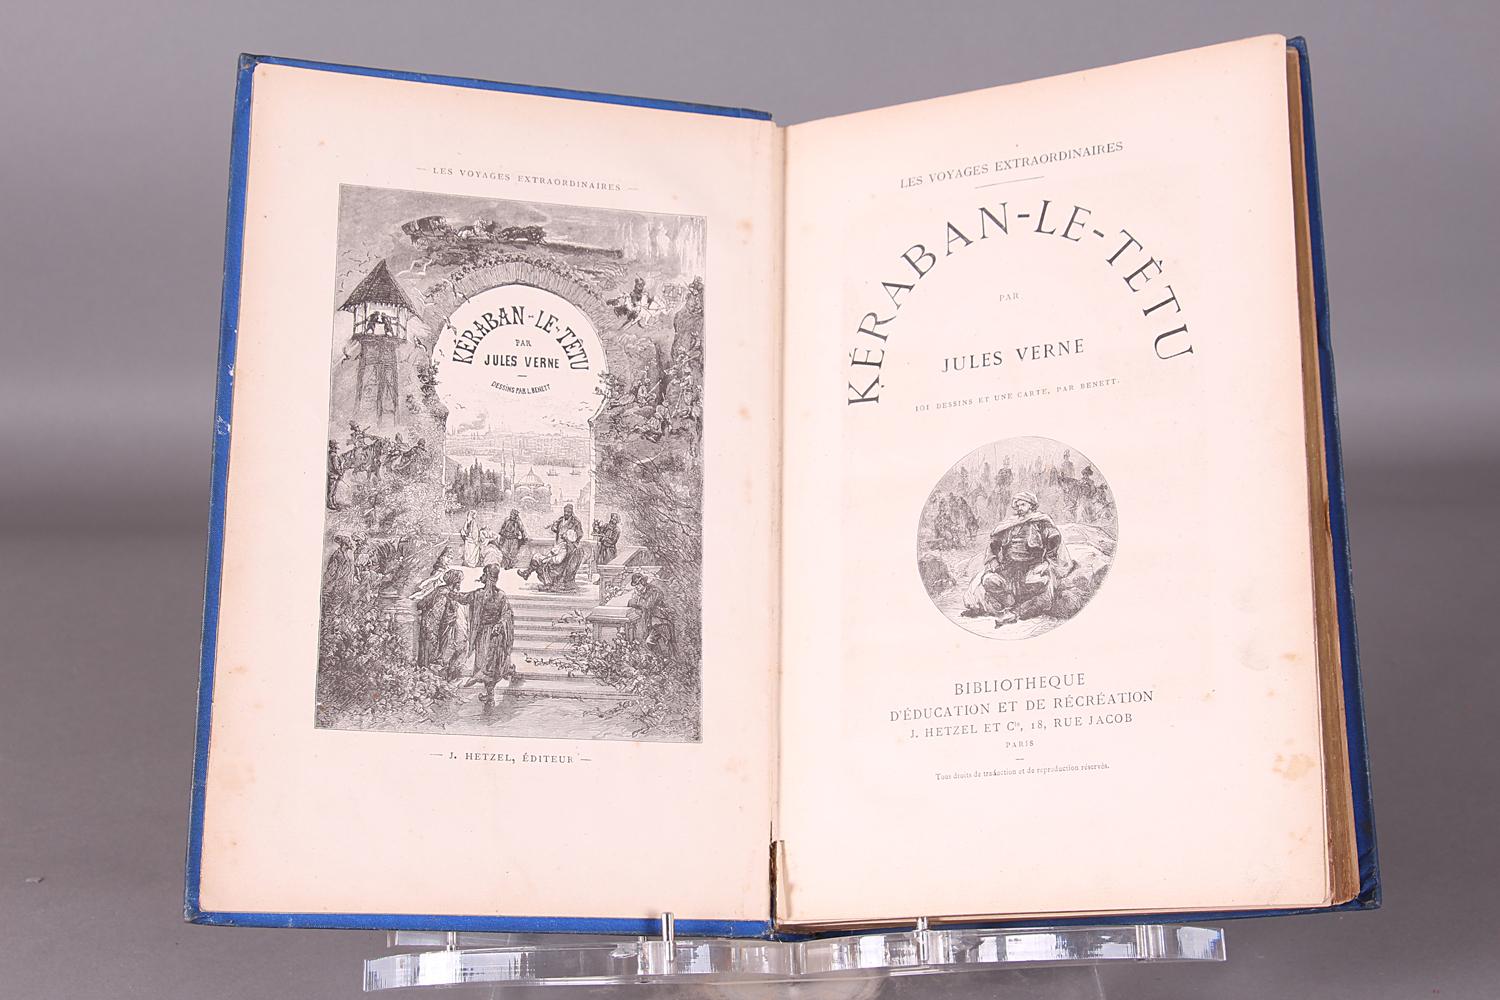 — LES VOYAGES EXTRAORDINAIRES —
KÉRABAN-LE-TÊTU
PAR
JULES VERNE
DESSINS PAR L. BENETT
— J. HETZEL, ÉDITEUR —
LES VOYAGES EXTRAORDINAIRES
KÉRABAN-LE-TÊTU
PAR
JULES VERNE
101 DESSINS ET UNE CARTE, PAR BENETT.
BIBLIOTHEQUE
D'ÉDUCATION ET DE RÉCRÉATION
J. HETZEL ET Cie, 18, RUE JACOB
PARIS
Tous droits de traduction et de reproduction réservés.